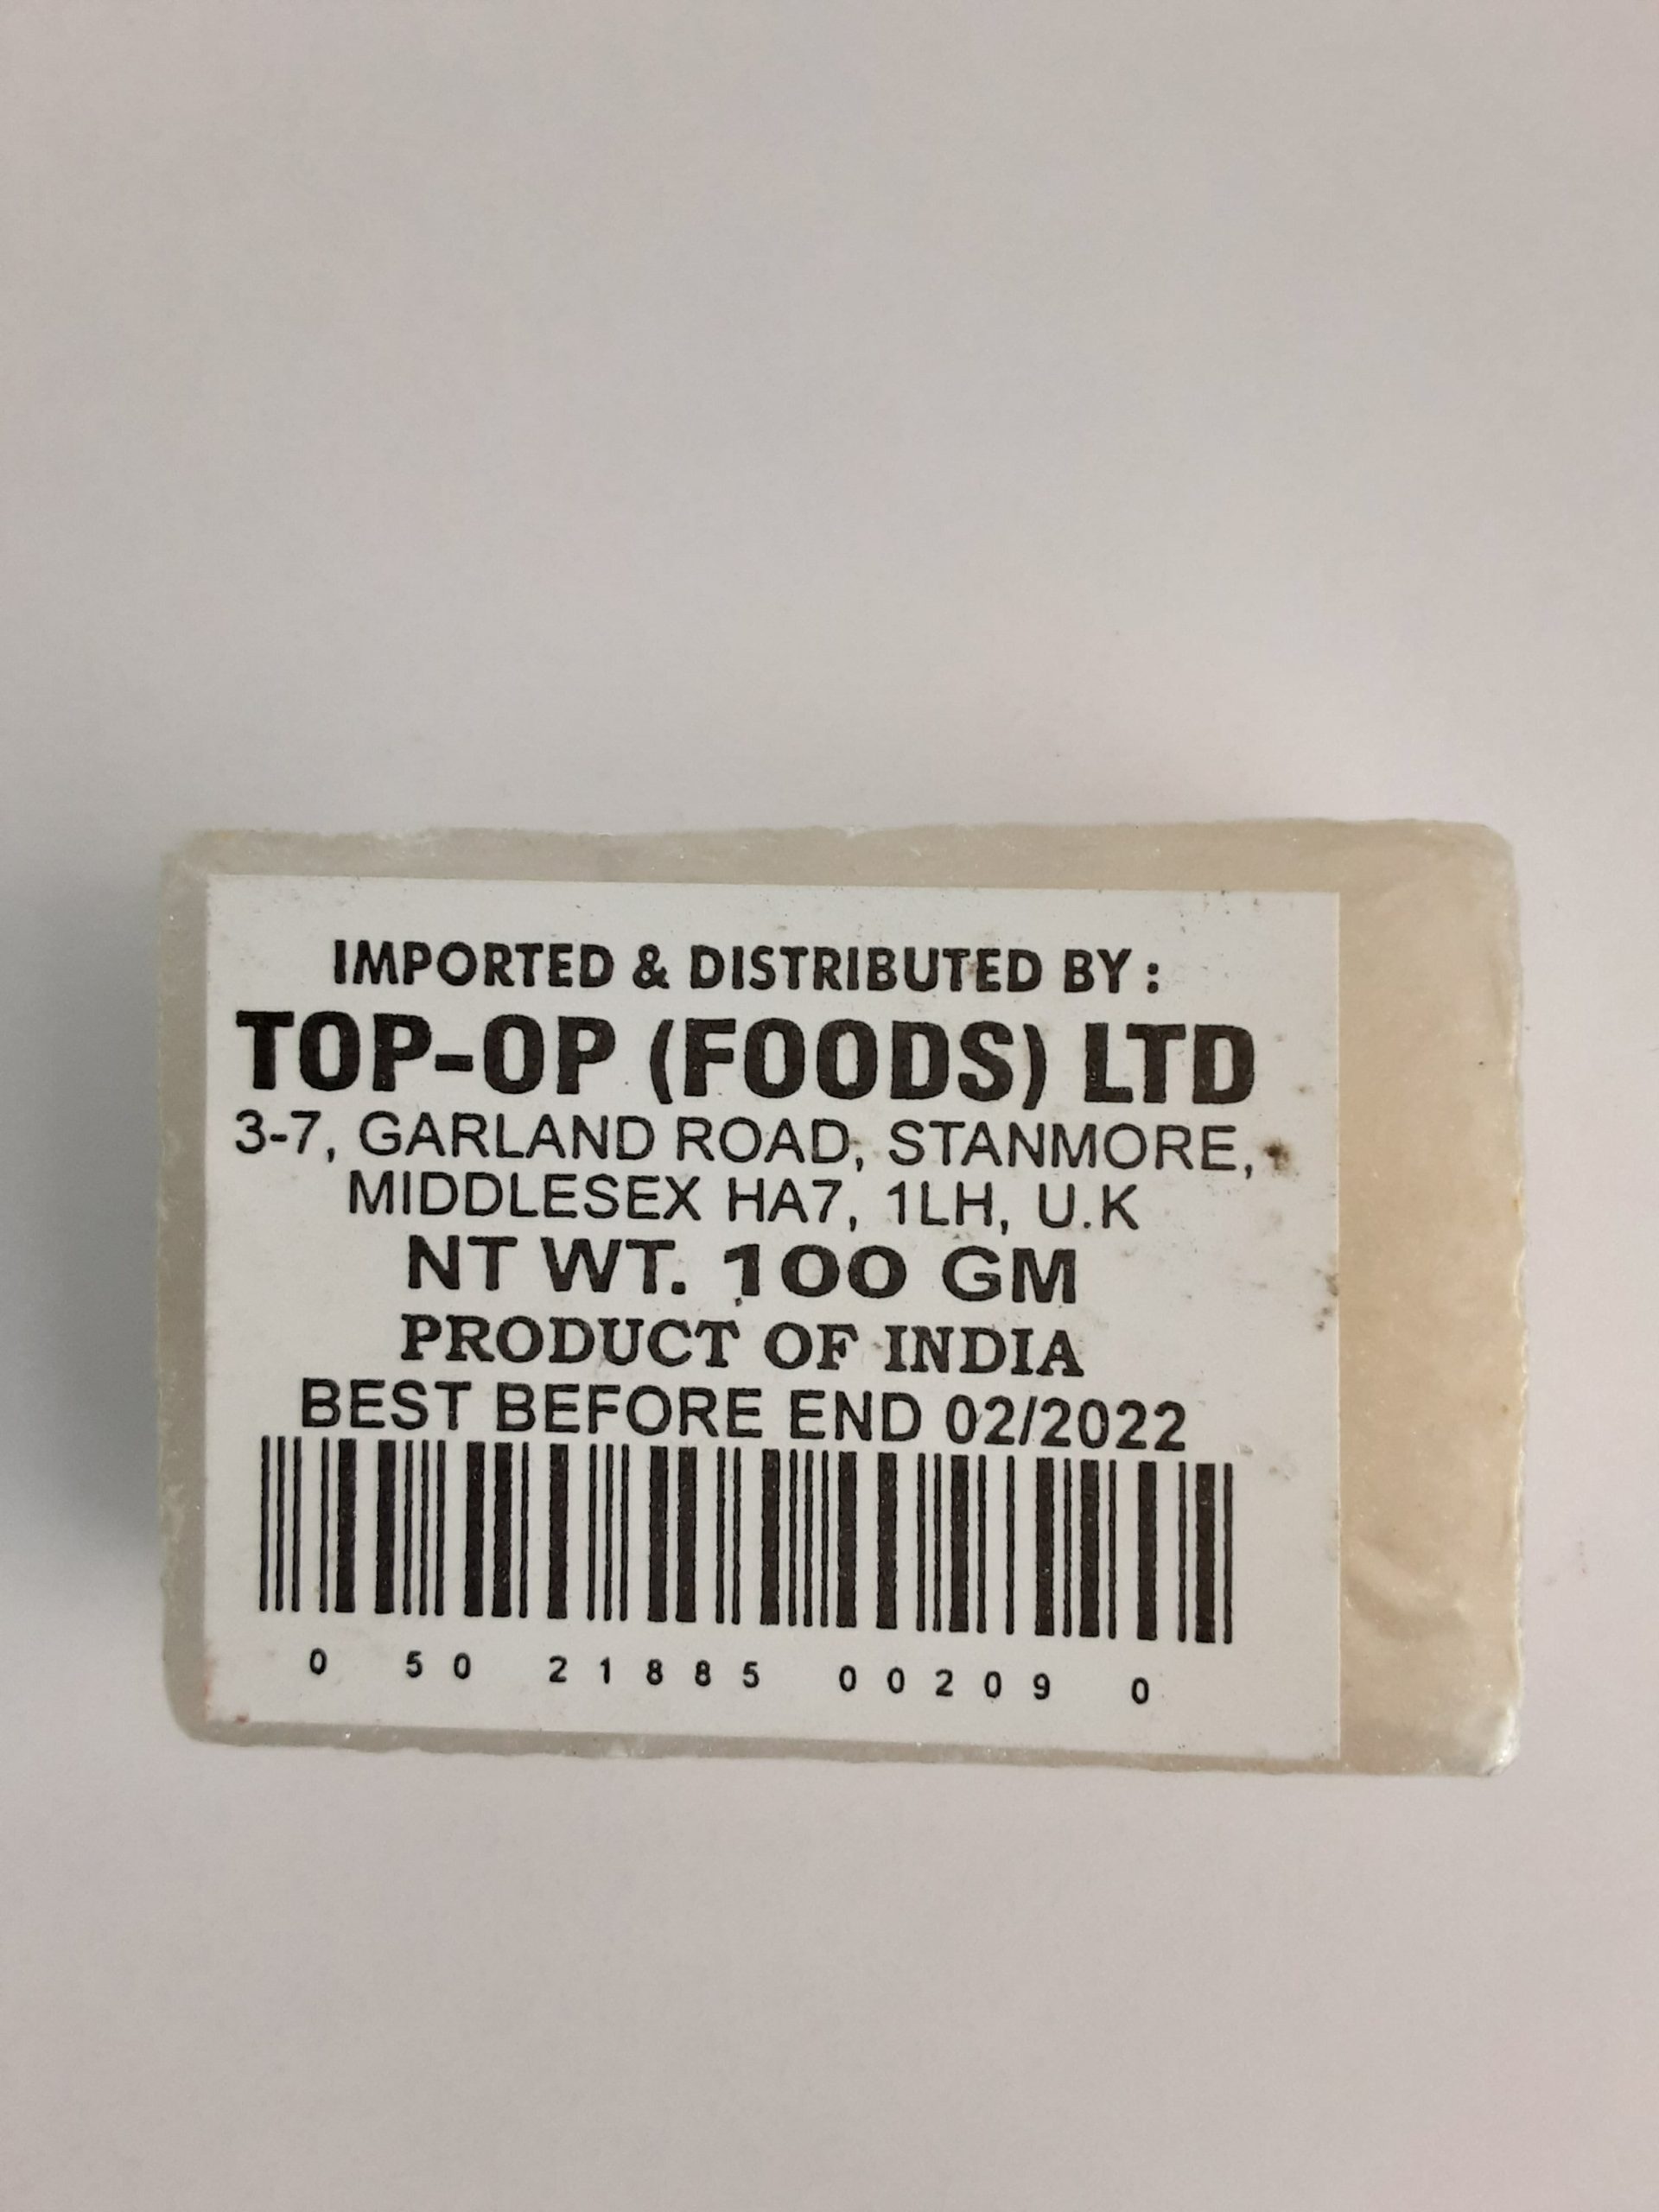 IMPORTED & DISTRIBUTED BY :
TOP-OP (FOODS) LTD
3-7, GARLAND ROAD, STANMORE,
MIDDLESEX HA7, 1LH, U.K
NT WT. 100 GM
PRODUCT OF INDIA
BEST BEFORE END 02/2022
0 50 21885 00209 0